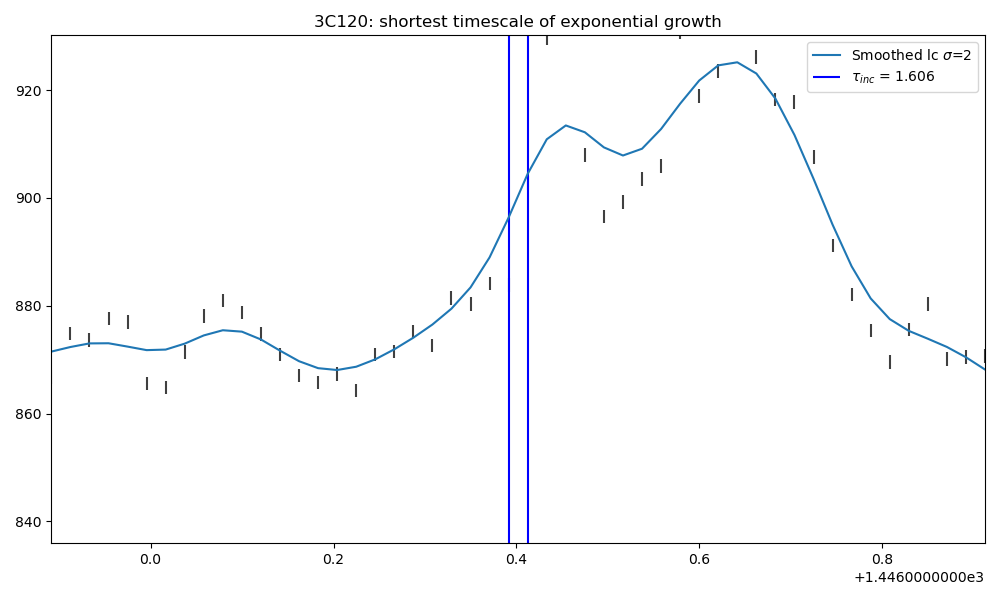 3C120: shortest timescale of exponential growth
Smoothed lc σ=2
τinc = 1.606
920
900
880
860
840
0.0 0.2 0.4 0.6 0.8
+1.4460000000e3